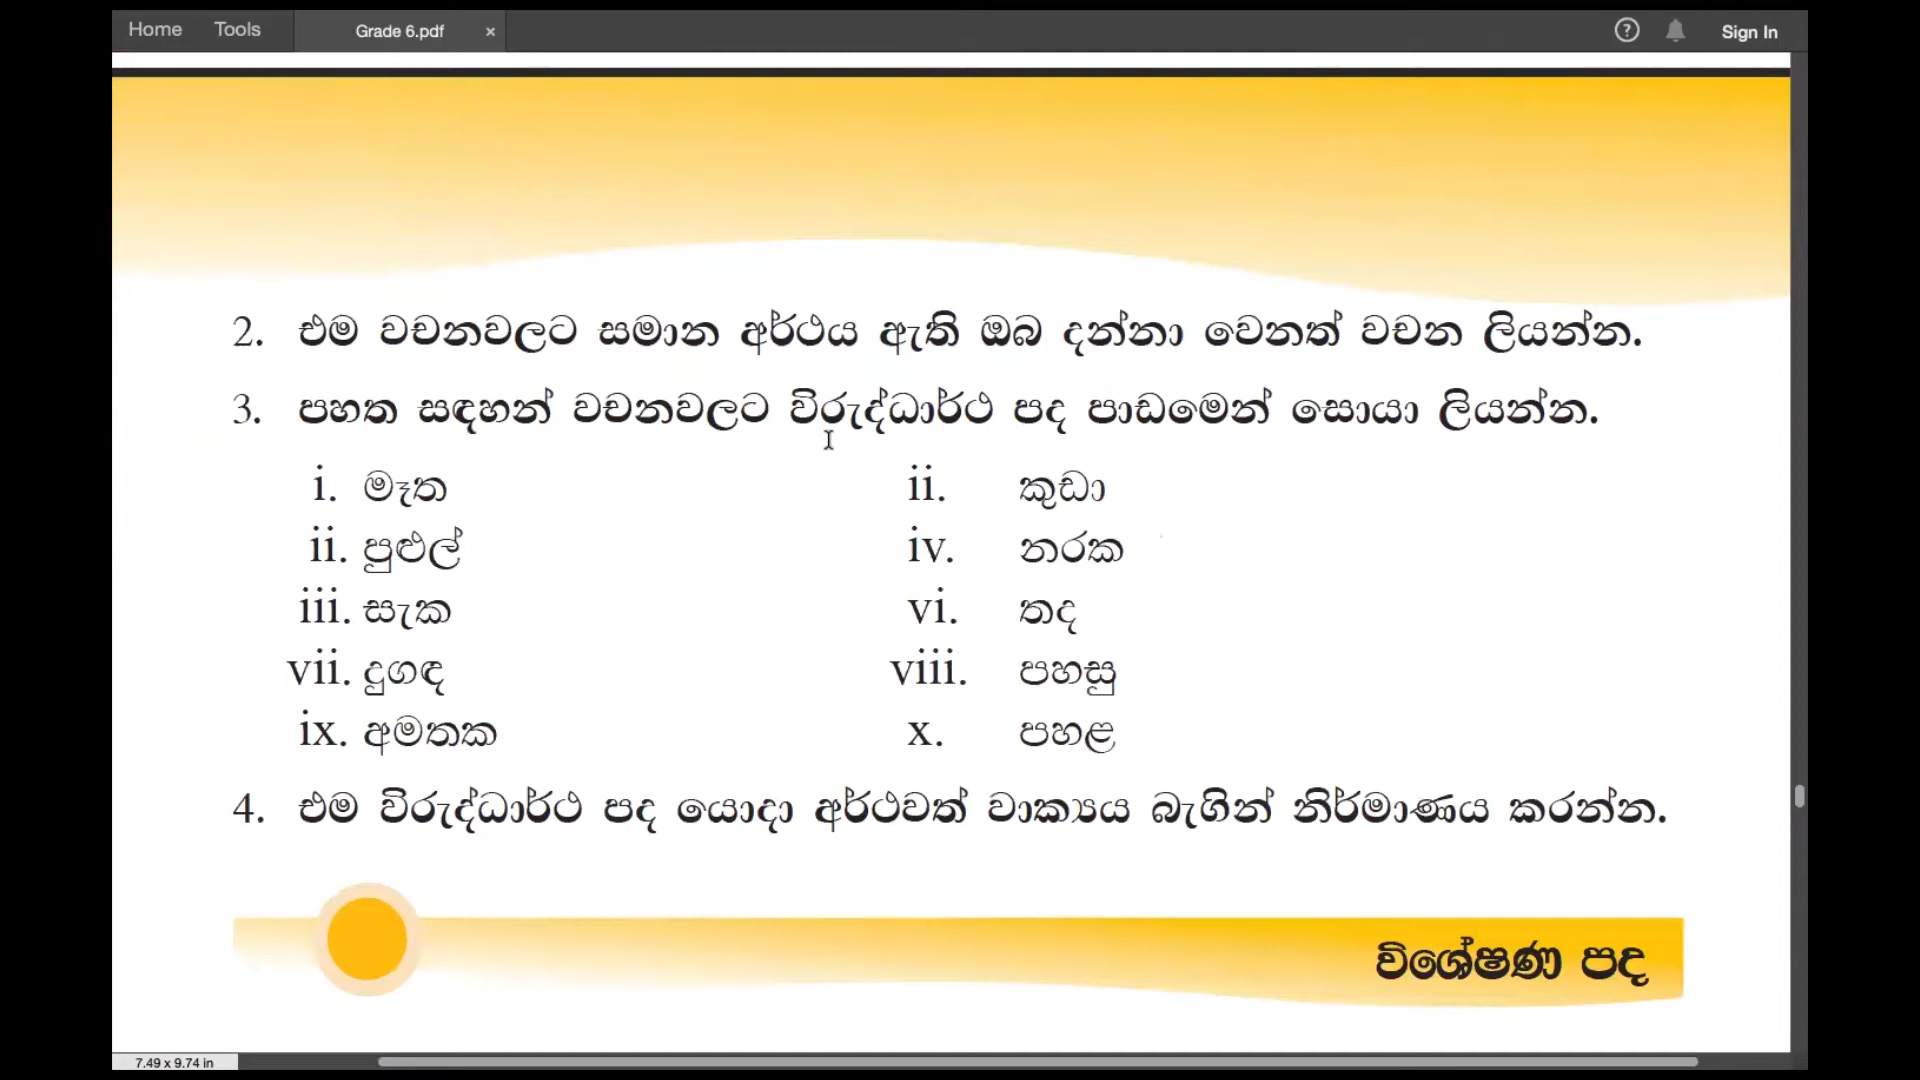 Home Tools Grade 6.pdf × ? Sign In
2. එම වචනවලට සමාන අර්ථය ඇති ඔබ දන්නා වෙනත් වචන ලියන්න.
3. පහත සඳහන් වචනවලට විරුද්ධාර්ථ පද පාඩමෙන් සොයා ලියන්න.
i. මෑත ii. කුඩා
ii. පුළුල් iv. නරක
iii. සැක vi. තද
vii. දුගඳ viii. පහසු
ix. අමතක x. පහළ
4. එම විරුද්ධාර්ථ පද යොදා අර්ථවත් වාක්‍යය බැගින් නිර්මාණය කරන්න.
විශේෂණ පද
7.49 x 9.74 in